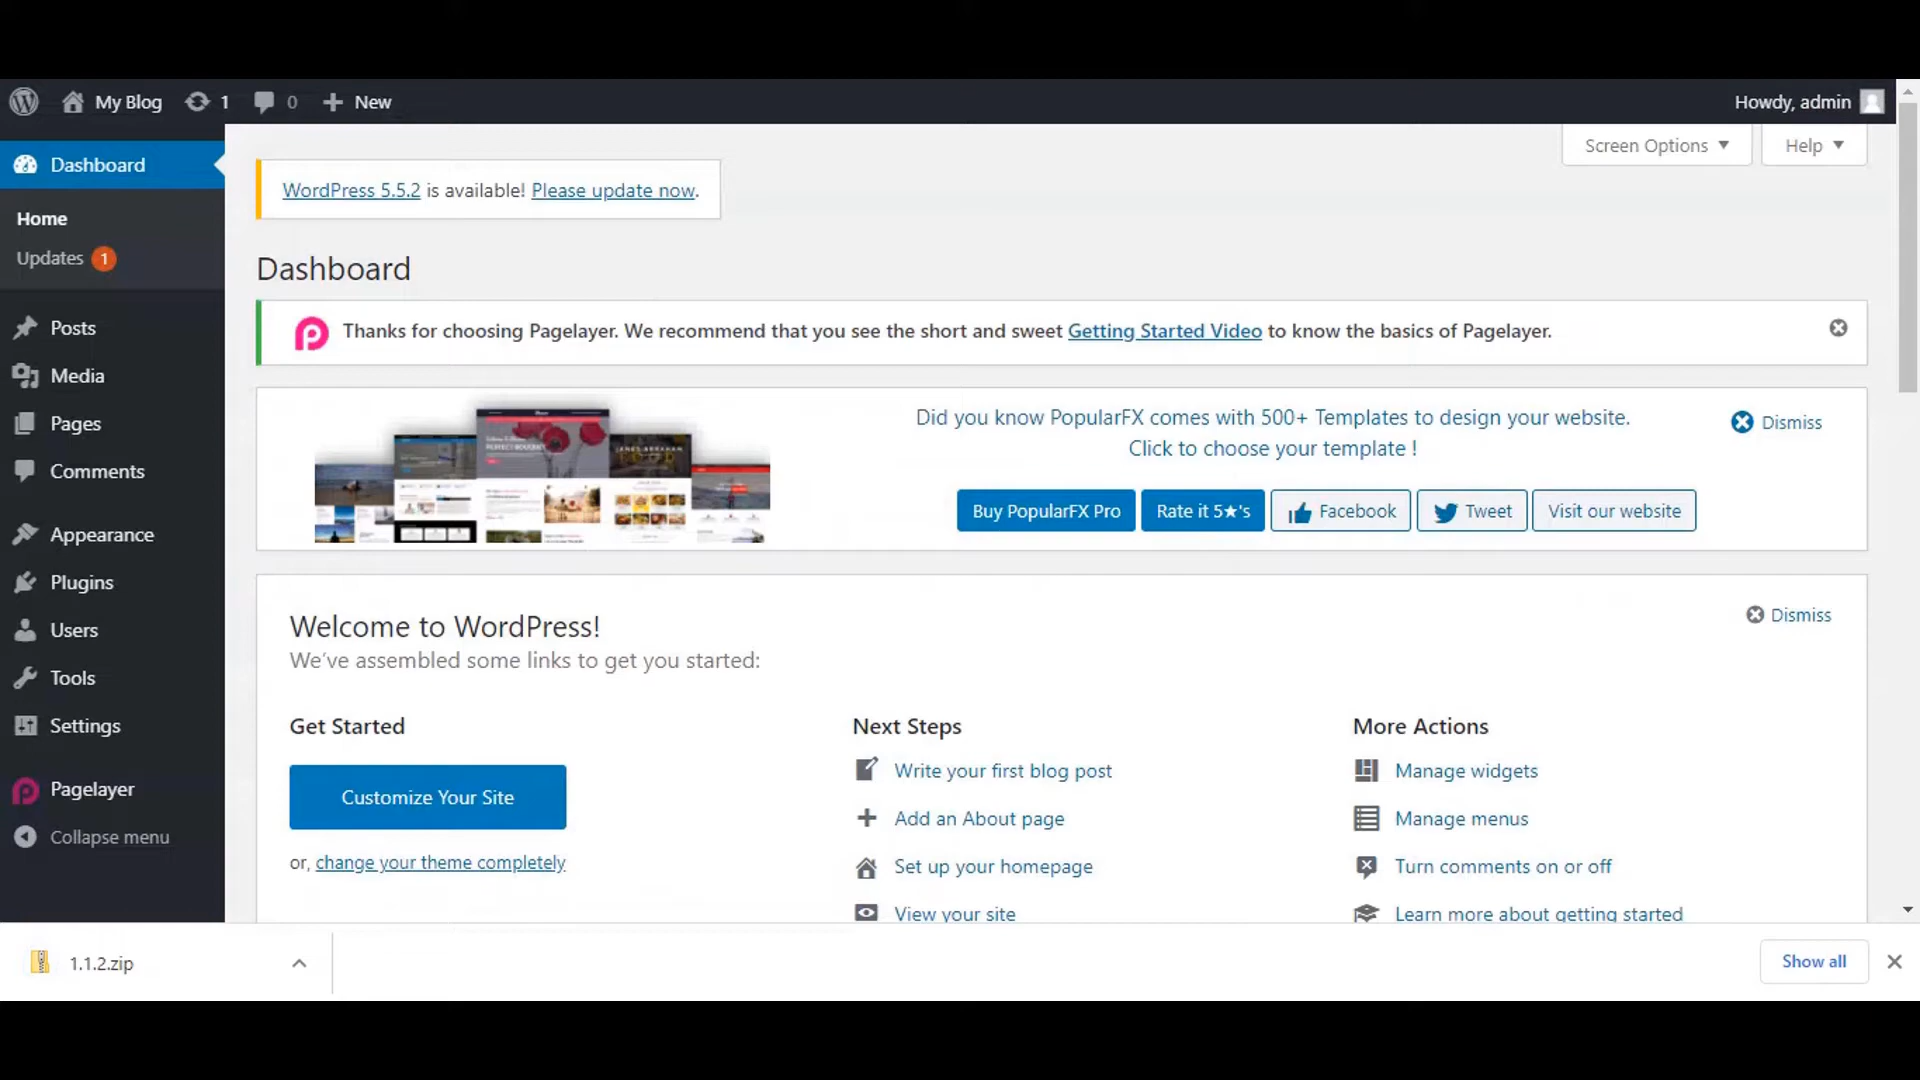 My Blog 1 0 New Howdy, admin
Screen Options Help
Dashboard
Home
Updates 1
Posts
Media
Pages
Comments
Appearance
Plugins
Users
Tools
Settings
Pagelayer
Collapse menu
WordPress 5.5.2 is available! Please update now.
Dashboard
Thanks for choosing Pagelayer. We recommend that you see the short and sweet Getting Started Video to know the basics of Pagelayer.
Did you know PopularFX comes with 500+ Templates to design your website.
Click to choose your template !
Dismiss
Buy PopularFX Pro Rate it 5★'s Facebook Tweet Visit our website
Welcome to WordPress!
Dismiss
We've assembled some links to get you started:
Get Started
Customize Your Site
or, change your theme completely
Next Steps
Write your first blog post
Add an About page
Set up your homepage
View your site
More Actions
Manage widgets
Manage menus
Turn comments on or off
Learn more about getting started
1.1.2.zip
Show all